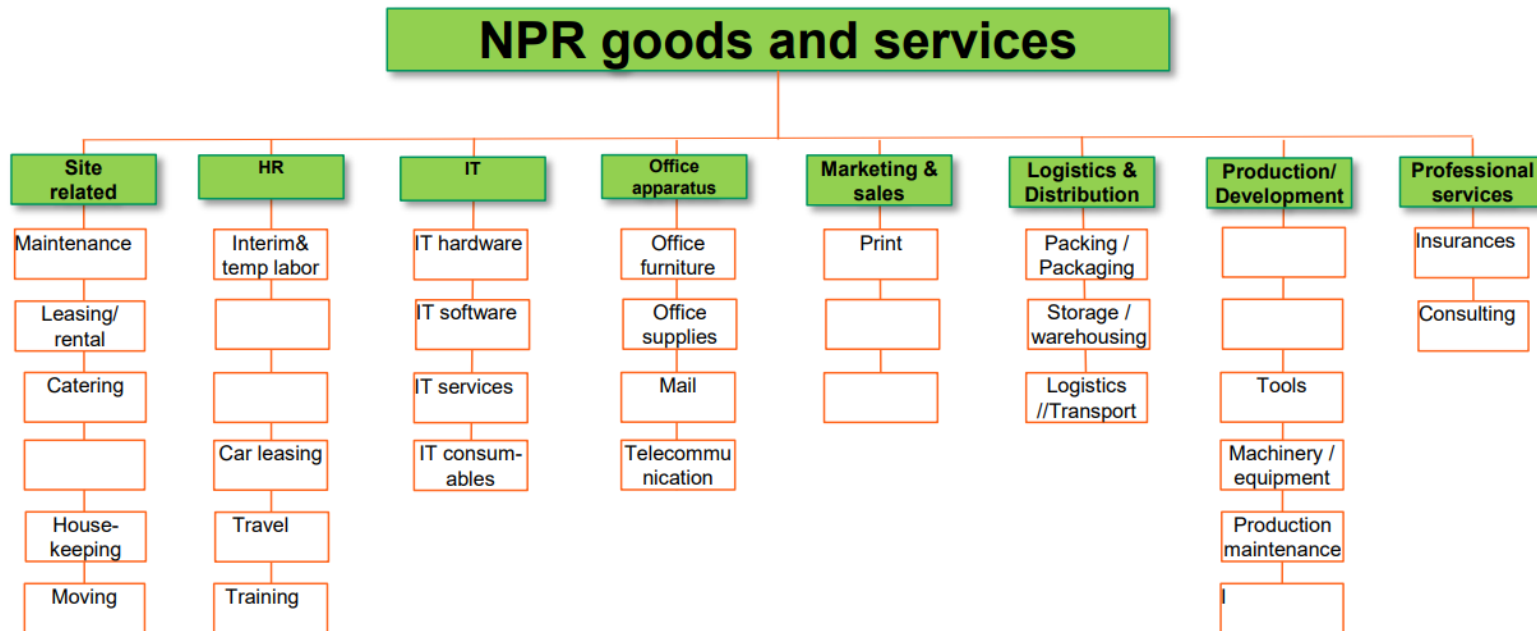 NPR goods and services
Site
related
HR
IT
Office
apparatus
Marketing &
sales
Logistics &
Distribution
Production/
Development
Professional
services
Maintenance
Leasing/
rental
Catering
House-
keeping
Moving
Interim&
temp labor
Car leasing
Travel
Training
IT hardware
IT software
IT services
IT consum-
ables
Office
furniture
Office
supplies
Mail
Telecommu
nication
Print
Packing /
Packaging
Storage /
warehousing
Logistics
//Transport
Tools
Machinery /
equipment
Production
maintenance
I
Insurances
Consulting